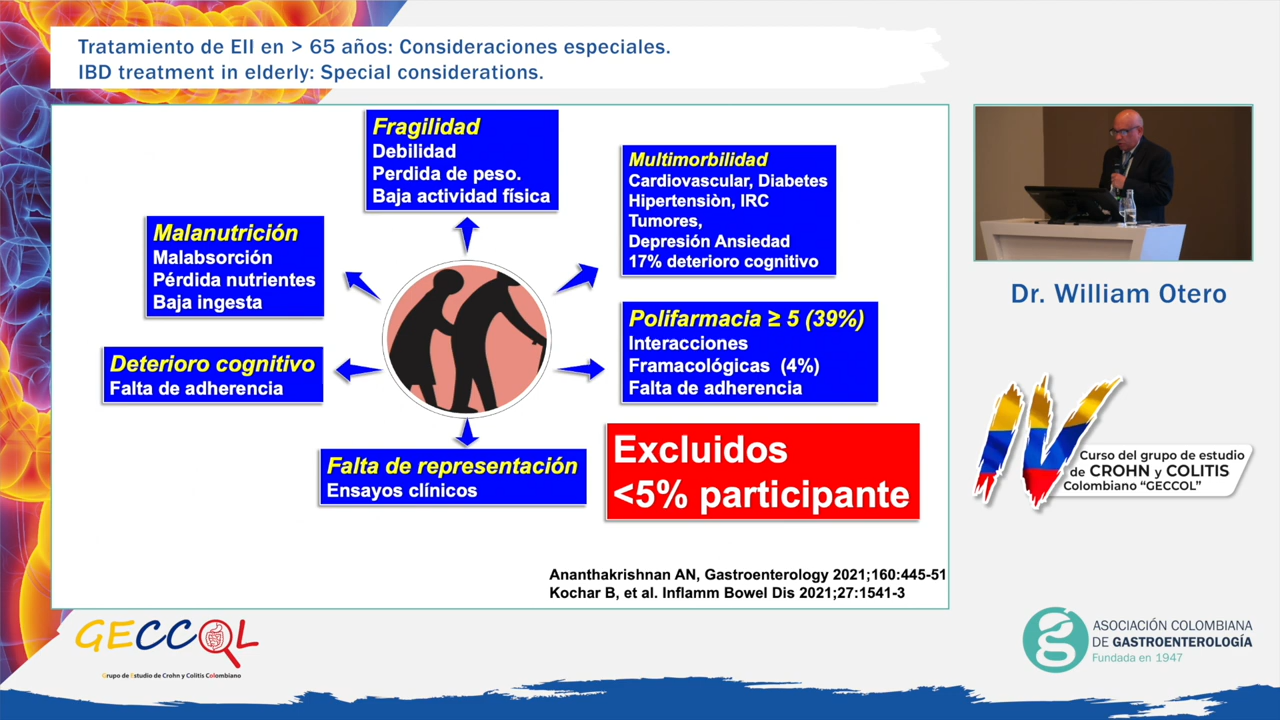 Tratamiento de EII en > 65 años: Consideraciones especiales.
IBD treatment in elderly: Special considerations.
Fragilidad
Debilidad
Perdida de peso.
Baja actividad física
Multimorbilidad
Cardiovascular, Diabetes
Hipertensiòn, IRC
Tumores,
Depresión Ansiedad
17% deterioro cognitivo
Malanutrición
Malabsorción
Pérdida nutrientes
Baja ingesta
Polifarmacia ≥ 5 (39%)
Interacciones
Framacológicas (4%)
Falta de adherencia
Deterioro cognitivo
Falta de adherencia
Falta de representación
Ensayos clínicos
Excluidos
<5% participante
Ananthakrishnan AN, Gastroenterology 2021;160:445-51
Kochar B, et al. Inflamm Bowel Dis 2021;27:1541-3
Dr. William Otero
IV
Curso del grupo de estudio
de CROHN y COLITIS
Colombiano “GECCOL”
GECCOL
Grupo de Estudio de Crohn y Colitis Colombiano
ASOCIACIÓN COLOMBIANA
DE GASTROENTEROLOGÍA
Fundada en 1947